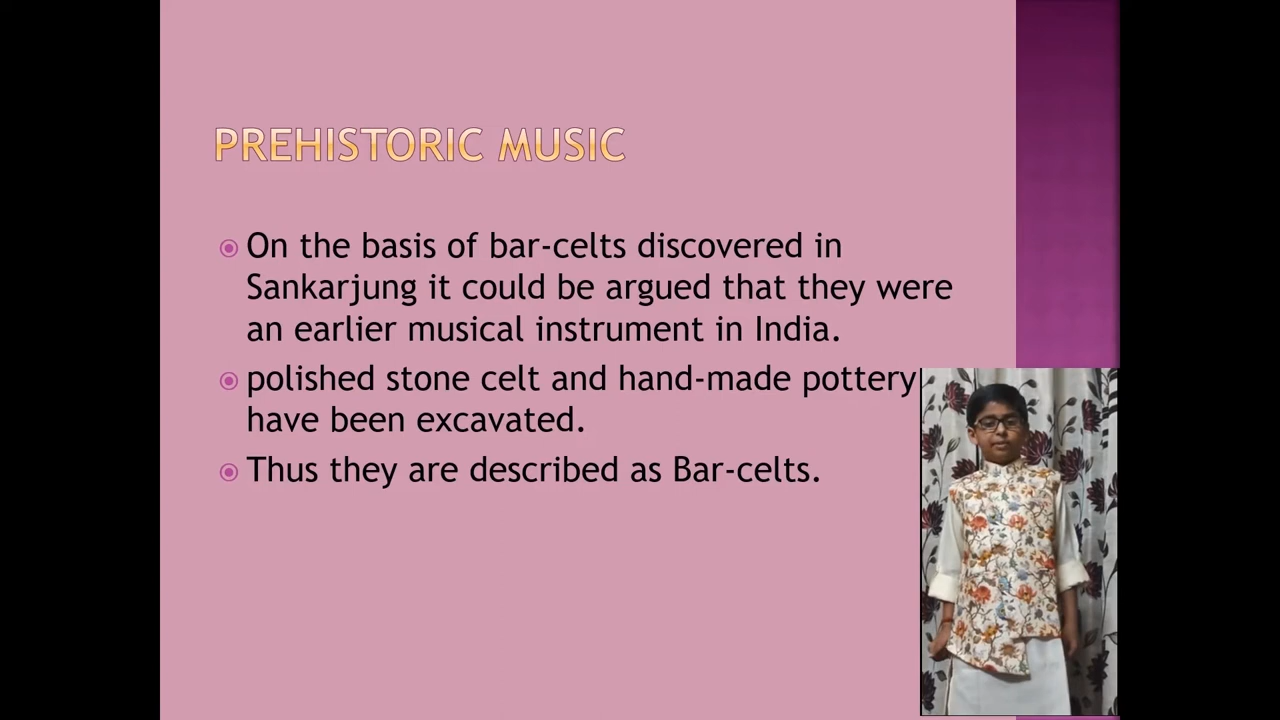 PREHISTORIC MUSIC
On the basis of bar-celts discovered in
Sankarjung it could be argued that they were
an earlier musical instrument in India.
polished stone celt and hand-made pottery
have been excavated.
Thus they are described as Bar-celts.